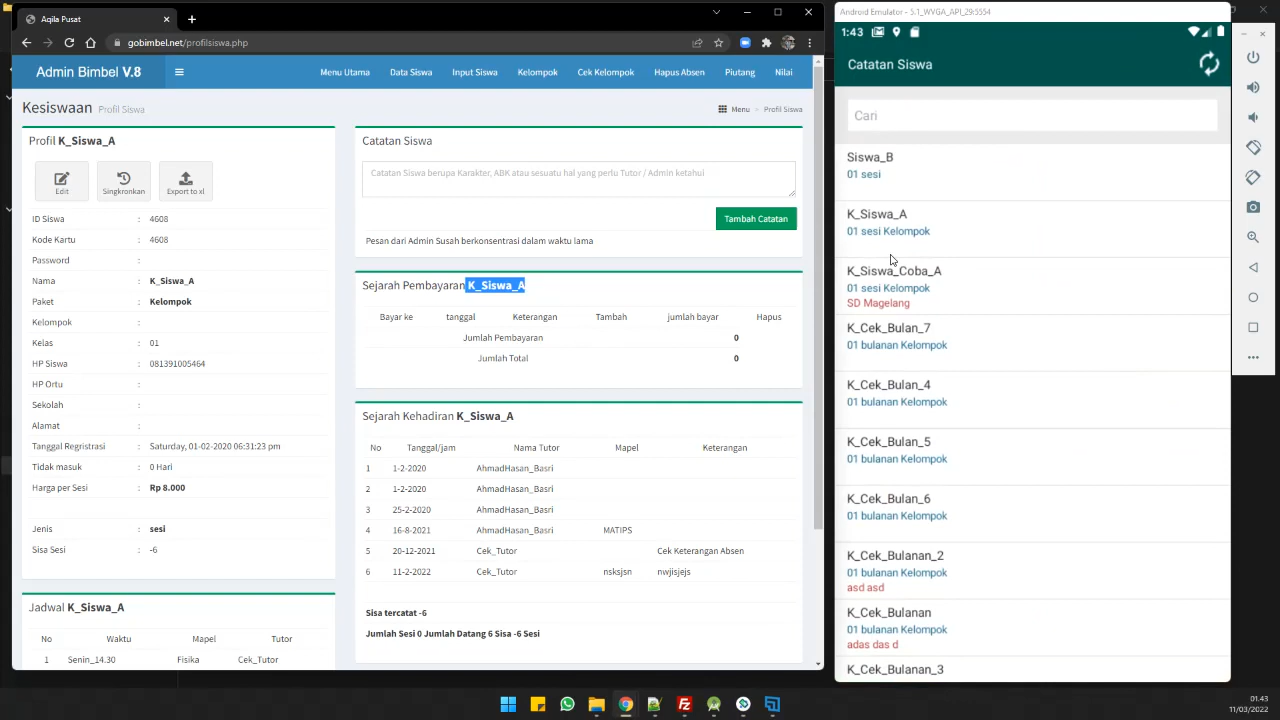 Aqila Pusat
gobimbel.net/profilsiswa.php
Admin Bimbel V.8
Menu Utama
Data Siswa
Input Siswa
Kelompok
Cek Kelompok
Hapus Absen
Piutang
Nilai
Kesiswaan Profil Siswa
Menu > Profil Siswa
Profil K_Siswa_A
Edit
Singkronkan
Export to xl
ID Siswa : 4608
Kode Kartu : 4608
Password :
Nama : K_Siswa_A
Paket : Kelompok
Kelompok :
Kelas : 01
HP Siswa : 081391005464
HP Ortu :
Sekolah :
Alamat :
Tanggal Regristrasi : Saturday, 01-02-2020 06:31:23 pm
Tidak masuk : 0 Hari
Harga per Sesi : Rp 8.000
Jenis : sesi
Sisa Sesi : -6
Jadwal K_Siswa_A
No Waktu Mapel Tutor
1 Senin_14.30 Fisika Cek_Tutor
Catatan Siswa
Catatan Siswa berupa Karakter, ABK atau sesuatu hal yang perlu Tutor / Admin ketahui
Tambah Catatan
Pesan dari Admin Susah berkonsentrasi dalam waktu lama
Sejarah Pembayaran K_Siswa_A
Bayar ke tanggal Keterangan Tambah jumlah bayar Hapus
Jumlah Pembayaran 0
Jumlah Total 0
Sejarah Kehadiran K_Siswa_A
No Tanggal/jam Nama Tutor Mapel Keterangan
1 1-2-2020 AhmadHasan_Basri
2 1-2-2020 AhmadHasan_Basri
3 25-2-2020 AhmadHasan_Basri
4 16-8-2021 AhmadHasan_Basri MATIPS
5 20-12-2021 Cek_Tutor Cek Keterangan Absen
6 11-2-2022 Cek_Tutor nsksjsn nwjisjejs
Sisa tercatat -6
Jumlah Sesi 0 Jumlah Datang 6 Sisa -6 Sesi
Android Emulator - 5.1_WVGA_API_29:5554
1:43
Catatan Siswa
Cari
Siswa_B
01 sesi
K_Siswa_A
01 sesi Kelompok
K_Siswa_Coba_A
01 sesi Kelompok
SD Magelang
K_Cek_Bulan_7
01 bulanan Kelompok
K_Cek_Bulan_4
01 bulanan Kelompok
K_Cek_Bulan_5
01 bulanan Kelompok
K_Cek_Bulan_6
01 bulanan Kelompok
K_Cek_Bulanan_2
01 bulanan Kelompok
asd asd
K_Cek_Bulanan
01 bulanan Kelompok
adas das d
K_Cek_Bulanan_3
01.43
11/03/2022